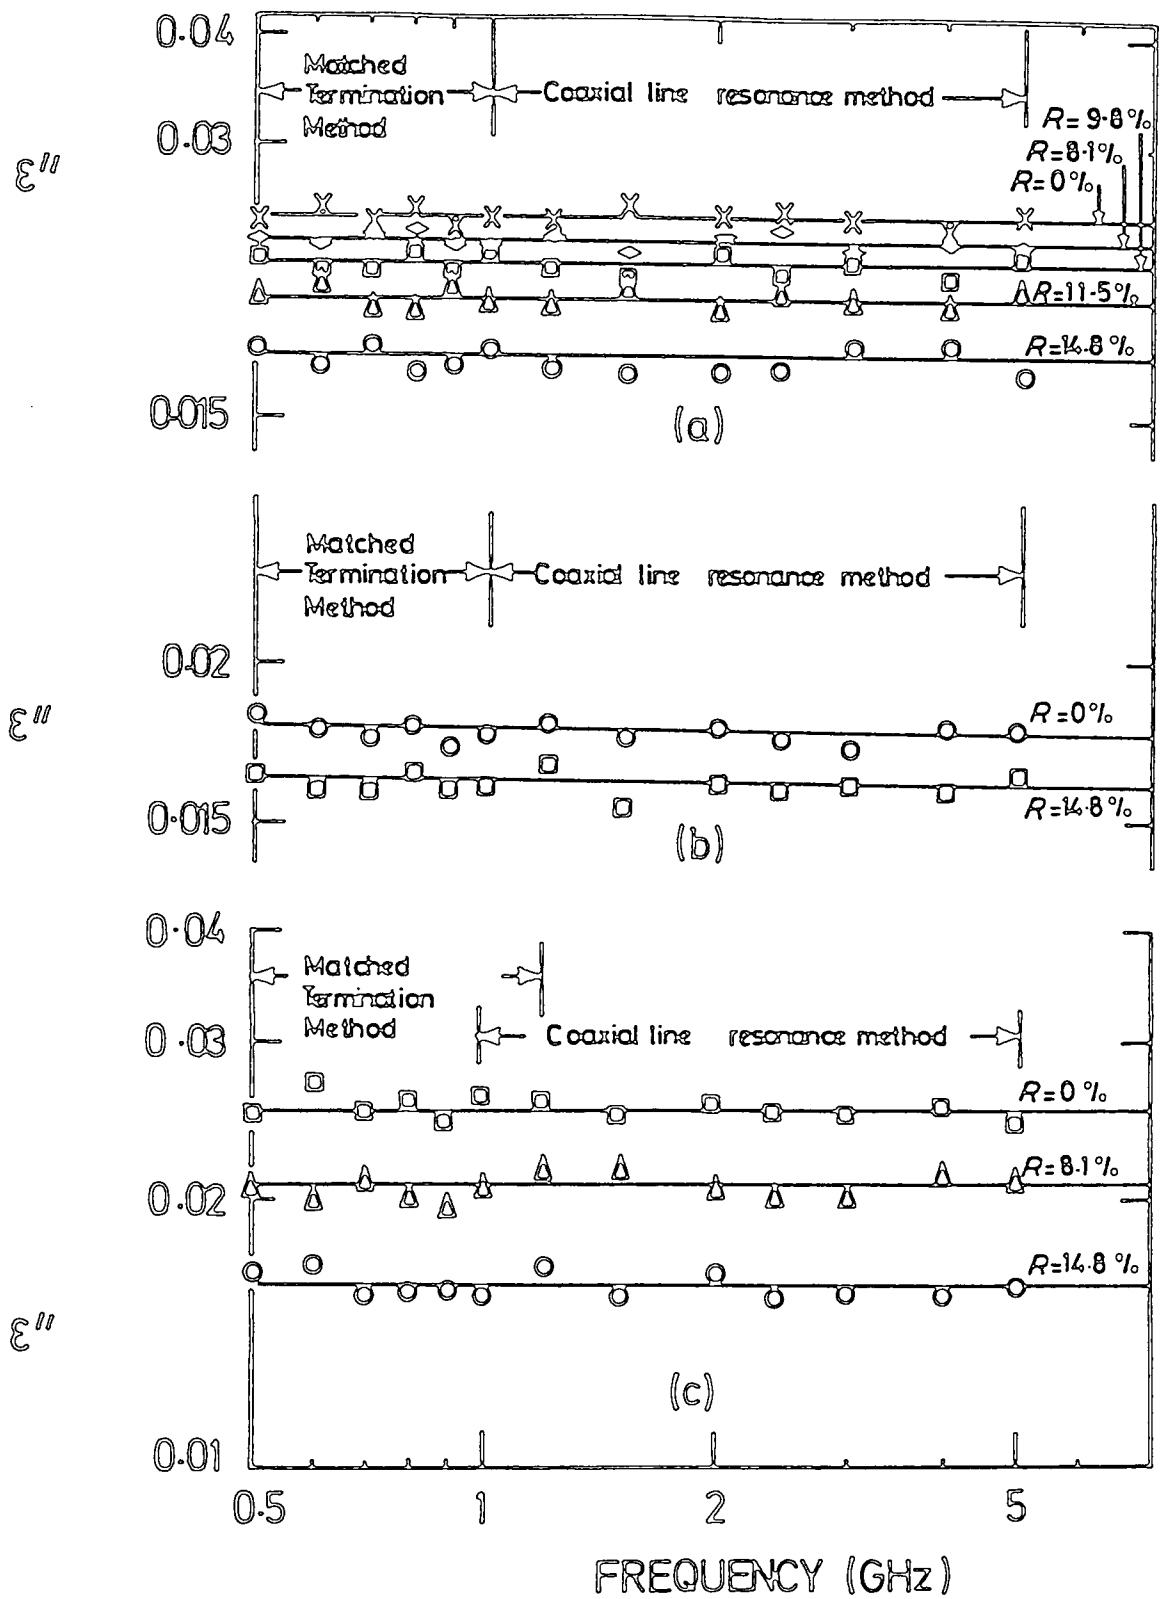 0.04
Matched
Termination
Method
Coaxial line resonance method
R= 9.8%
0.03
R=8.1%
ε″
R=0%
R=11.5%
R=14.8%
0.015
(a)
Matched
Termination
Method
Coaxial line resonance method
0.02
ε″
R=0%
0.015
R=14.8%
(b)
0.04
Matched
Termination
Method
0.03
Coaxial line resonance method
R=0%
R=8.1%
0.02
R=14.8%
ε″
(c)
0.01
0.5 1 2 5
FREQUENCY (GHz)